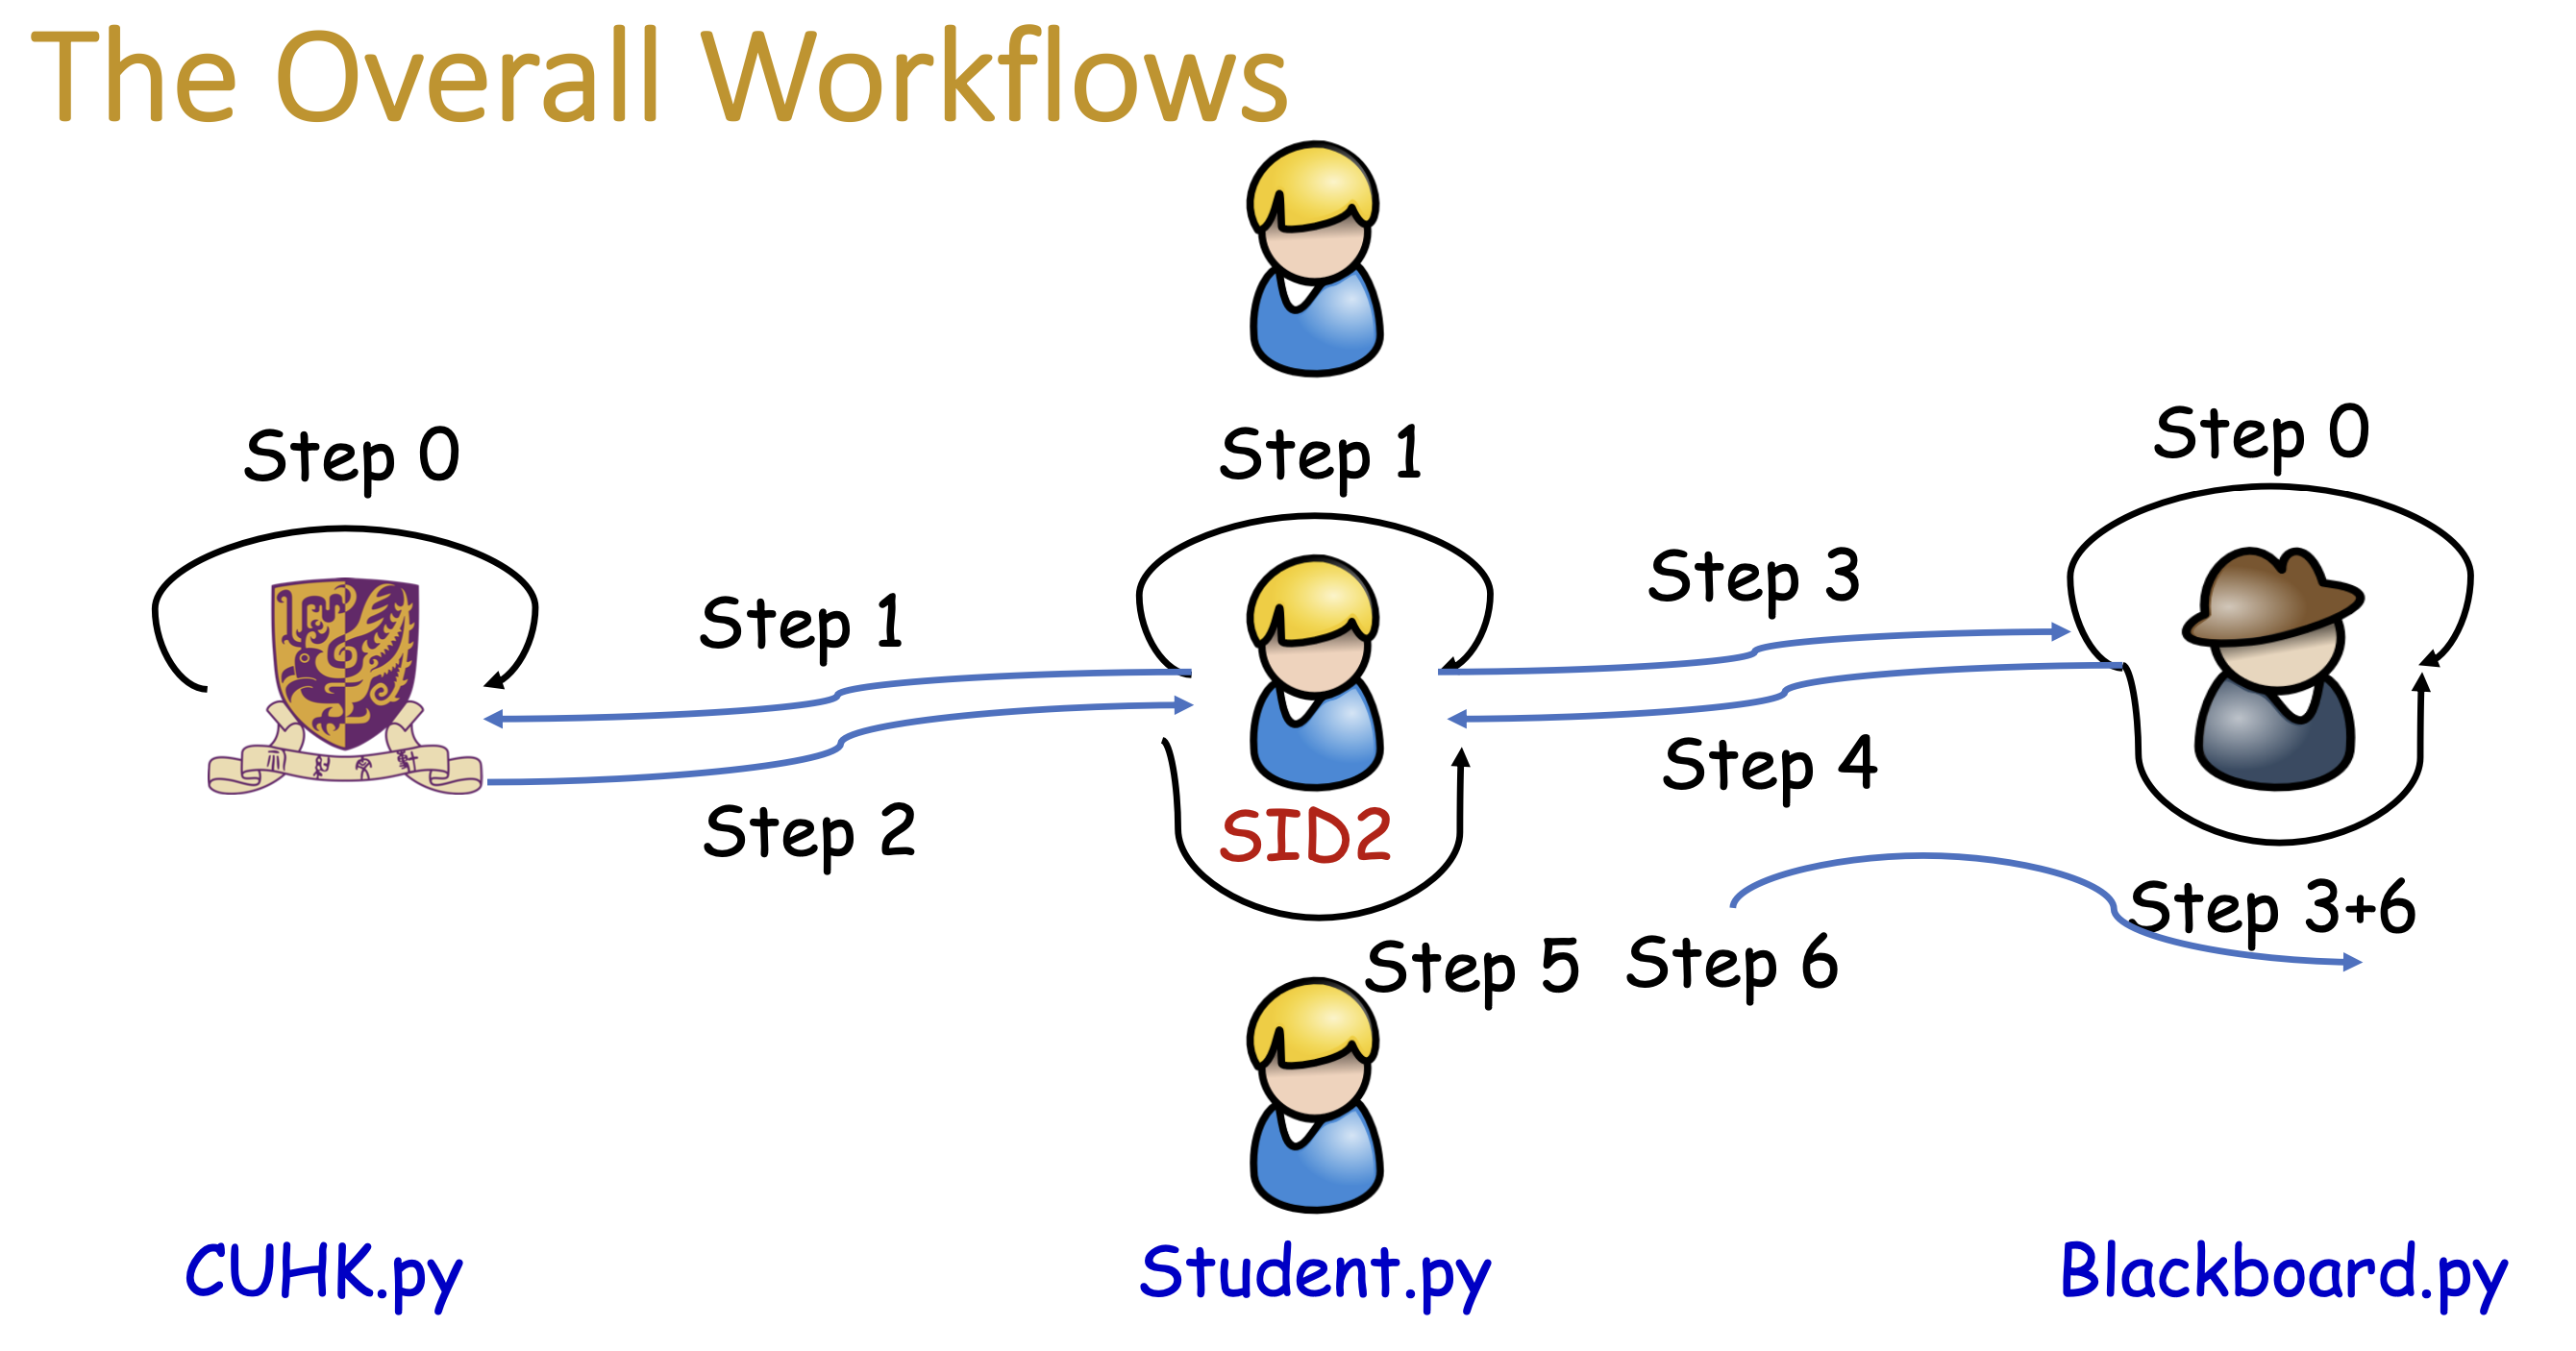 The Overall Workflows
Step 0
Step 1
Step 0
Step 1
Step 3
Step 2
SID2
Step 4
Step 5
Step 6
Step 3+6
CUHK.py
Student.py
Blackboard.py